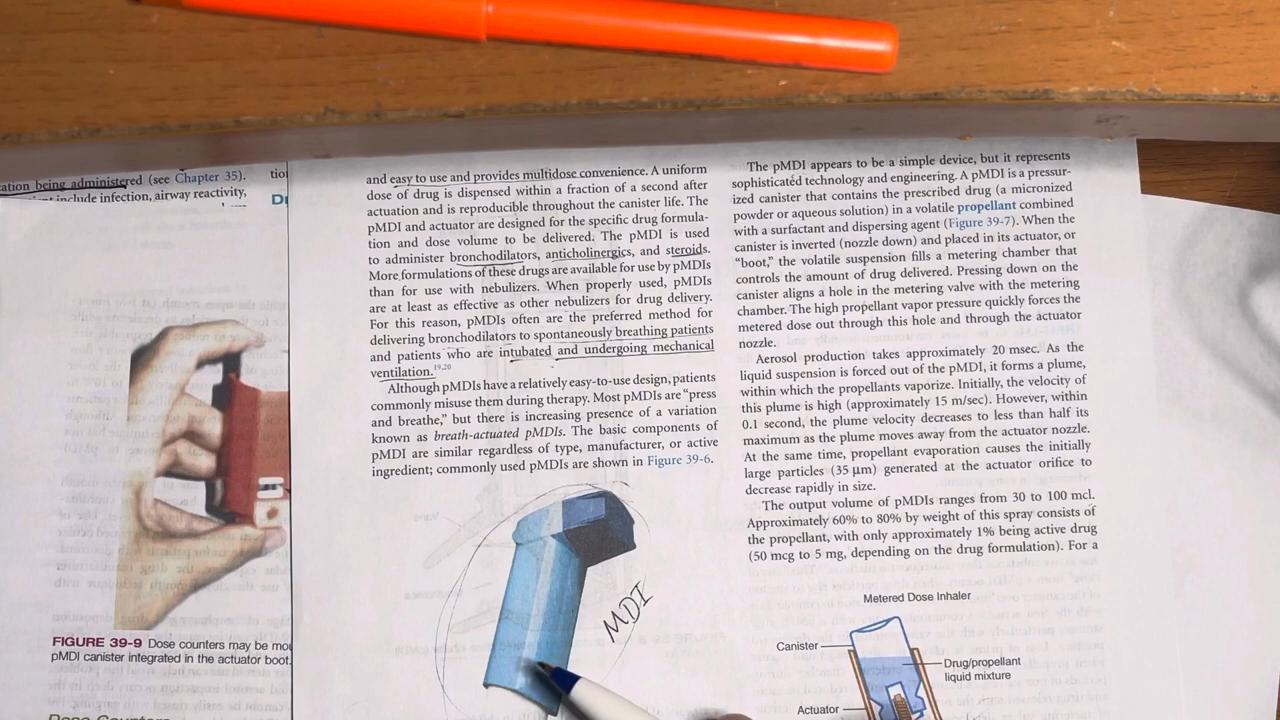 ation being administered (see Chapter 35).
include infection, airway reactivity,
FIGURE 39-9 Dose counters may be
pMDI canister integrated in the actuator boot.
and easy to use and provides multidose convenience. A uniform
dose of drug is dispensed within a fraction of a second after
actuation and is reproducible throughout the canister life. The
pMDI and actuator are designed for the specific drug formula-
tion and dose volume to be delivered. The pMDI is used
to administer bronchodilators, anticholinergics, and steroids.
More formulations of these drugs are available for use by pMDIs
than for use with nebulizers. When properly used, pMDIs
are at least as effective as other nebulizers for drug delivery.
For this reason, pMDIs often are the preferred method for
delivering bronchodilators to spontaneously breathing patients
and patients who are intubated and undergoing mechanical
ventilation.19,20
Although pMDIs have a relatively easy-to-use design, patients
commonly misuse them during therapy. Most pMDIs are “press
and breathe,” but there is increasing presence of a variation
known as breath-actuated pMDIs. The basic components of
pMDI are similar regardless of type, manufacturer, or active
ingredient; commonly used pMDIs are shown in Figure 39-6.
MDI
The pMDI appears to be a simple device, but it represents
sophisticated technology and engineering. A pMDI is a pressur-
ized canister that contains the prescribed drug (a micronized
powder or aqueous solution) in a volatile propellant combined
with a surfactant and dispersing agent (Figure 39-7). When the
canister is inverted (nozzle down) and placed in its actuator, or
“boot,” the volatile suspension fills a metering chamber that
controls the amount of drug delivered. Pressing down on the
canister aligns a hole in the metering valve with the metering
chamber. The high propellant vapor pressure quickly forces the
metered dose out through this hole and through the actuator
nozzle.
Aerosol production takes approximately 20 msec. As the
liquid suspension is forced out of the pMDI, it forms a plume,
within which the propellants vaporize. Initially, the velocity of
this plume is high (approximately 15 m/sec). However, within
0.1 second, the plume velocity decreases to less than half its
maximum as the plume moves away from the actuator nozzle.
At the same time, propellant evaporation causes the initially
large particles (35 μm) generated at the actuator orifice to
decrease rapidly in size.
The output volume of pMDIs ranges from 30 to 100 mcl.
Approximately 60% to 80% by weight of this spray consists of
the propellant, with only approximately 1% being active drug
(50 mcg to 5 mg, depending on the drug formulation). For a
Metered Dose Inhaler
Canister
Drug/propellant
liquid mixture
Actuator